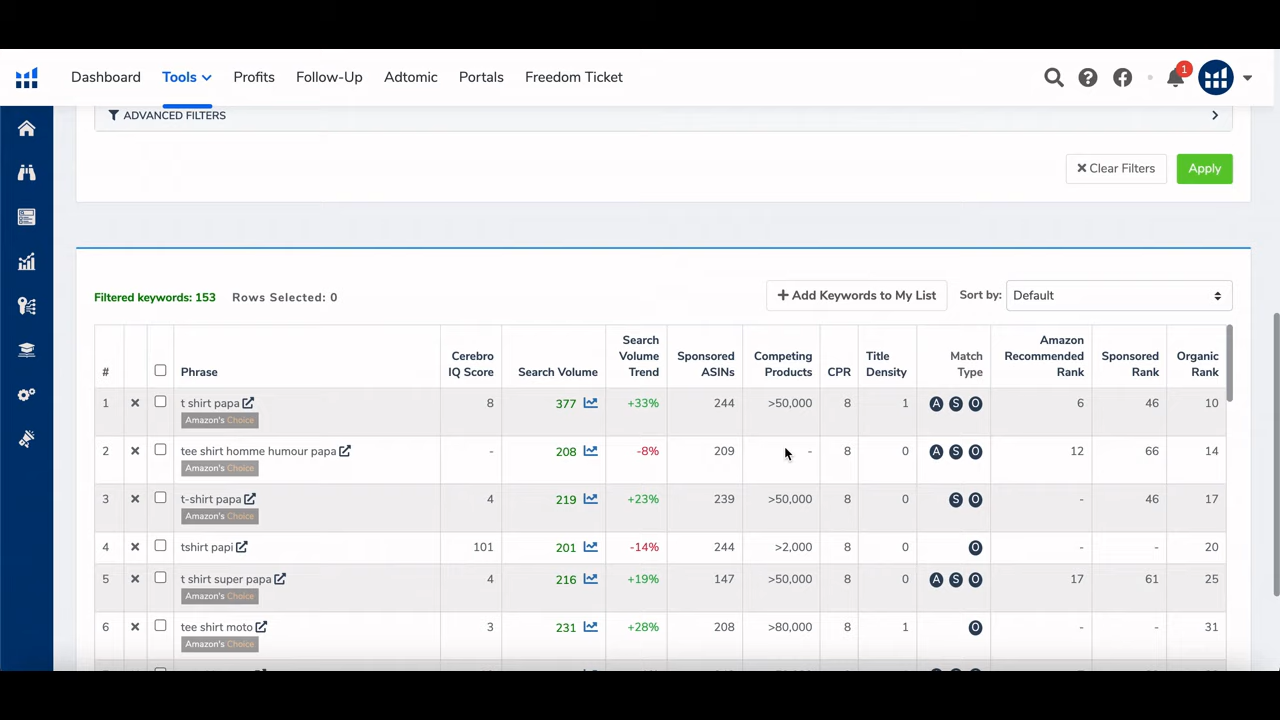 Dashboard Tools Profits Follow-Up Adtomic Portals Freedom Ticket 1
ADVANCED FILTERS
Clear Filters Apply
Filtered keywords: 153 Rows Selected: 0 + Add Keywords to My List Sort by: Default
# Phrase Cerebro IQ Score Search Volume Search Volume Trend Sponsored ASINs Competing Products CPR Title Density Match Type Amazon Recommended Rank Sponsored Rank Organic Rank
1 t shirt papa 8 377 +33% 244 >50,000 8 1 A S O 6 46 10
Amazon's Choice
2 tee shirt homme humour papa - 208 -8% 209 - 8 0 A S O 12 66 14
Amazon's Choice
3 t-shirt papa 4 219 +23% 239 >50,000 8 0 S O - 46 17
Amazon's Choice
4 tshirt papi 101 201 -14% 244 >2,000 8 0 O - - 20
5 t shirt super papa 4 216 +19% 147 >50,000 8 0 A S O 17 61 25
Amazon's Choice
6 tee shirt moto 3 231 +28% 208 >80,000 8 1 O - - 31
Amazon's Choice